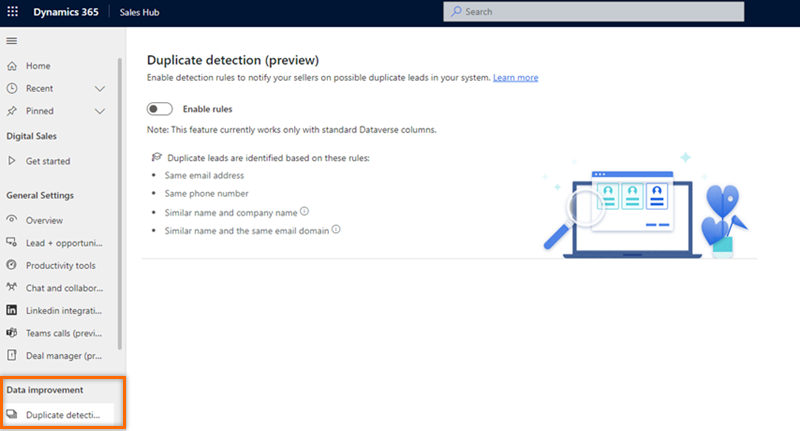 Dynamics 365
Sales Hub
Search
Home
Recent
Pinned
Digital Sales
Get started
General Settings
Overview
Lead + opportuni...
Productivity tools
Chat and collabor...
Linkedin integrati...
Teams calls (previ...
Deal manager (pr...
Data improvement
Duplicate detecti...
Duplicate detection (preview)
Enable detection rules to notify your sellers on possible duplicate leads in your system. Learn more
Enable rules
Note: This feature currently works only with standard Dataverse columns.
Duplicate leads are identified based on these rules:
• Same email address
• Same phone number
• Similar name and company name
• Similar name and the same email domain